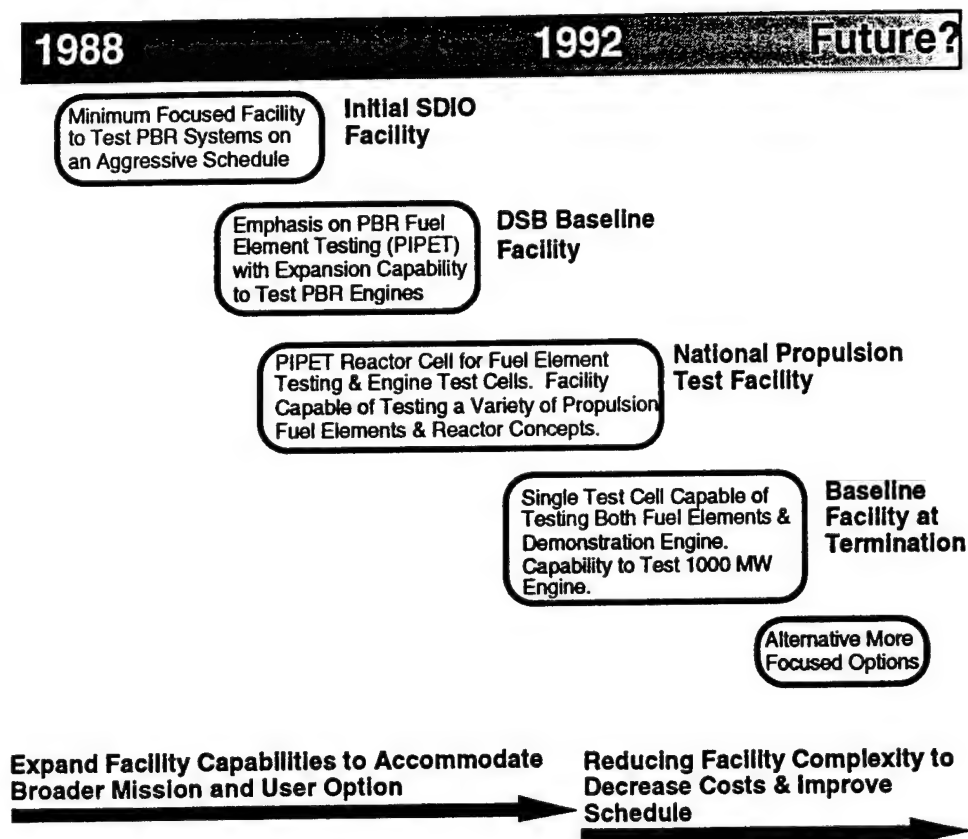 1988 1992 Future?
Minimum Focused Facility
to Test PBR Systems on
an Aggressive Schedule
Initial SDIO
Facility
Emphasis on PBR Fuel
Element Testing (PIPET)
with Expansion Capability
to Test PBR Engines
DSB Baseline
Facility
PIPET Reactor Cell for Fuel Element
Testing & Engine Test Cells. Facility
Capable of Testing a Variety of Propulsion
Fuel Elements & Reactor Concepts.
National Propulsion
Test Facility
Single Test Cell Capable of
Testing Both Fuel Elements &
Demonstration Engine.
Capability to Test 1000 MW
Engine.
Baseline
Facility at
Termination
Alternative More
Focused Options
Expand Facility Capabilities to Accommodate
Broader Mission and User Option
Reducing Facility Complexity to
Decrease Costs & Improve
Schedule